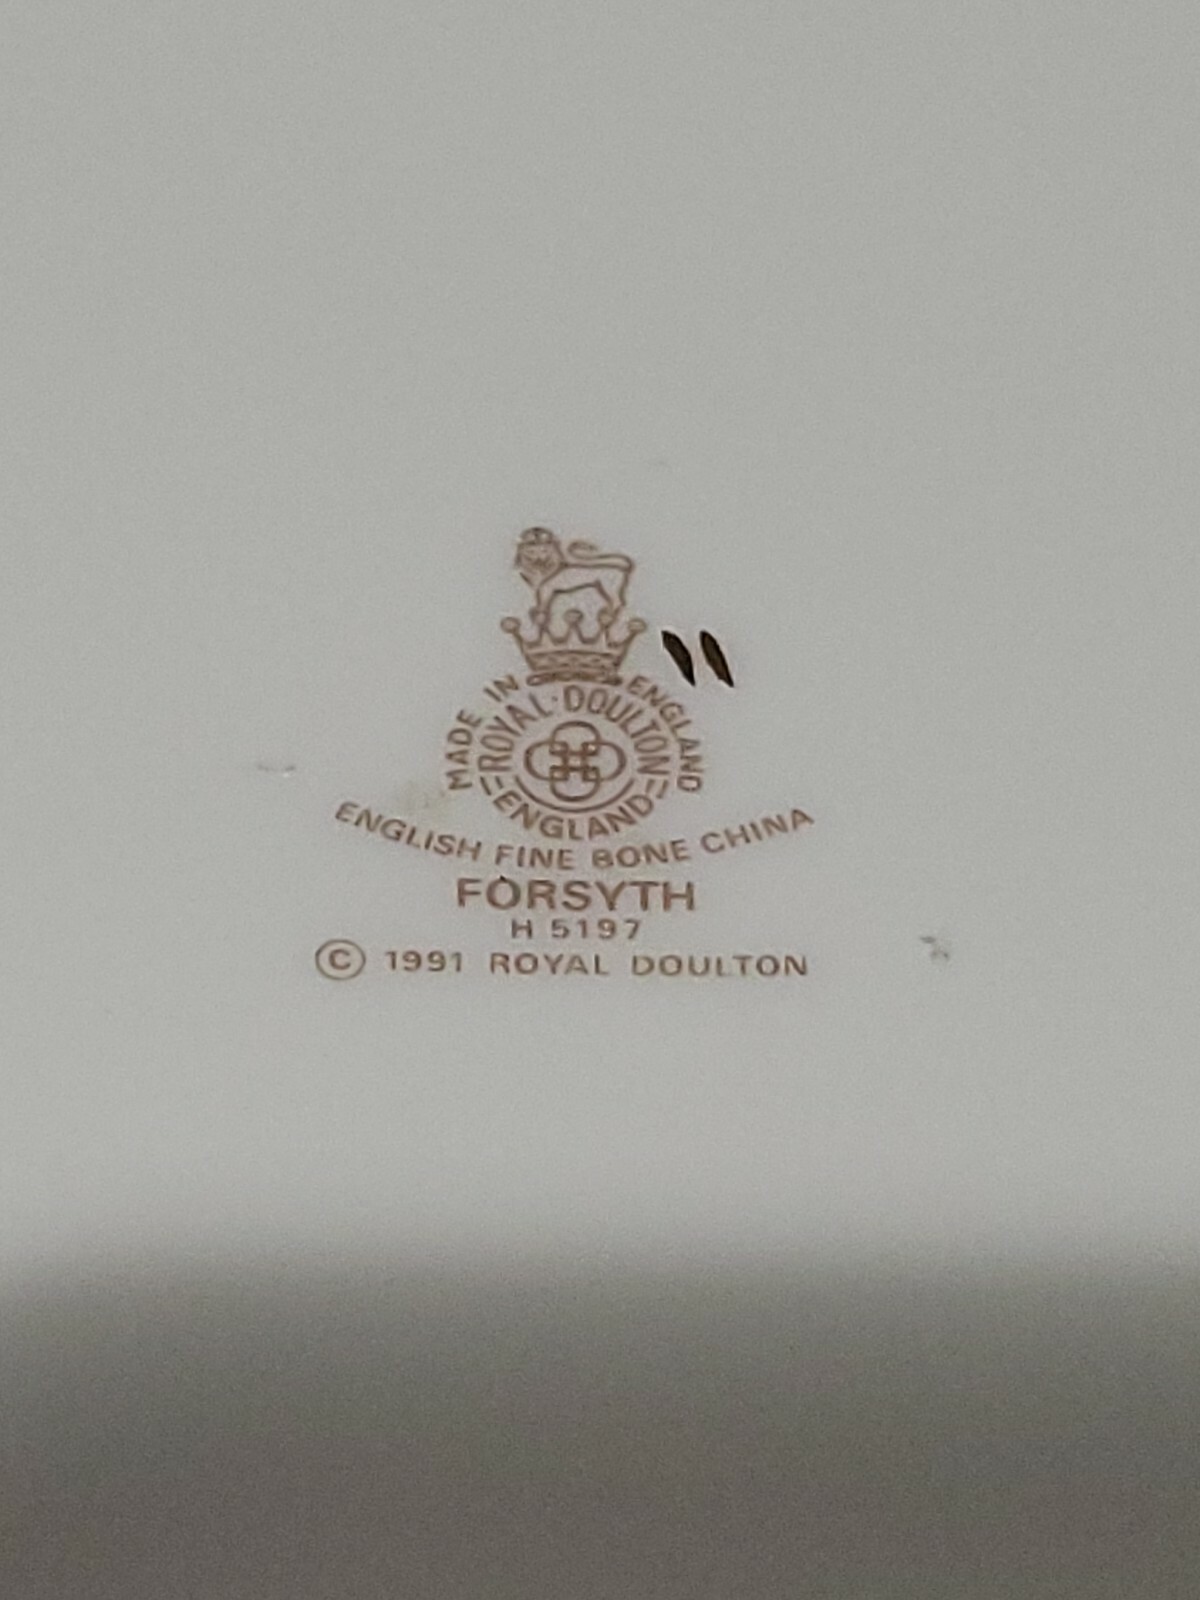 MADE IN ENGLAND
ROYAL·DOULTON
ENGLAND
ENGLISH FINE BONE CHINA
FORSYTH
H 5197
© 1991 ROYAL DOULTON